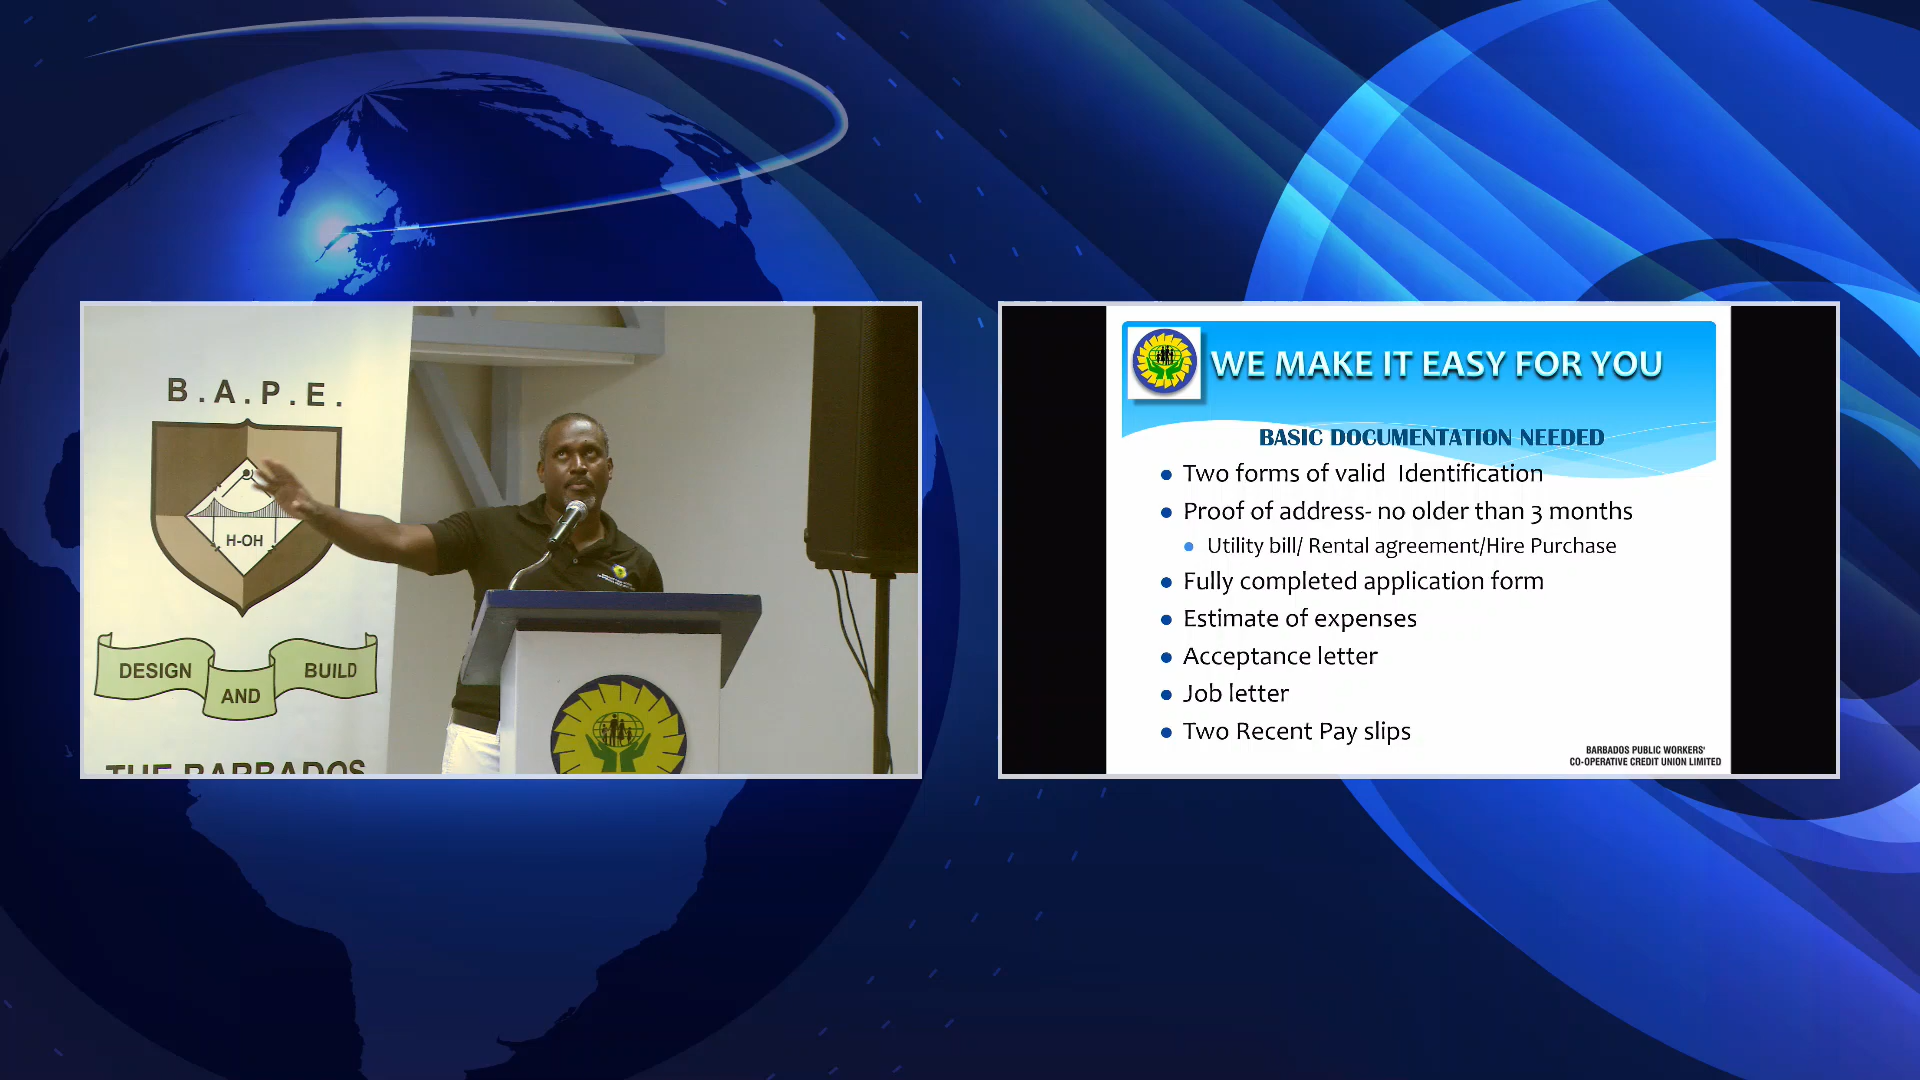 B.A.P.E.
H-OH
DESIGN AND BUILD
THE BARBADOS
WE MAKE IT EASY FOR YOU
BASIC DOCUMENTATION NEEDED
Two forms of valid Identification
Proof of address- no older than 3 months
Utility bill/ Rental agreement/Hire Purchase
Fully completed application form
Estimate of expenses
Acceptance letter
Job letter
Two Recent Pay slips
BARBADOS PUBLIC WORKERS'
CO-OPERATIVE CREDIT UNION LIMITED